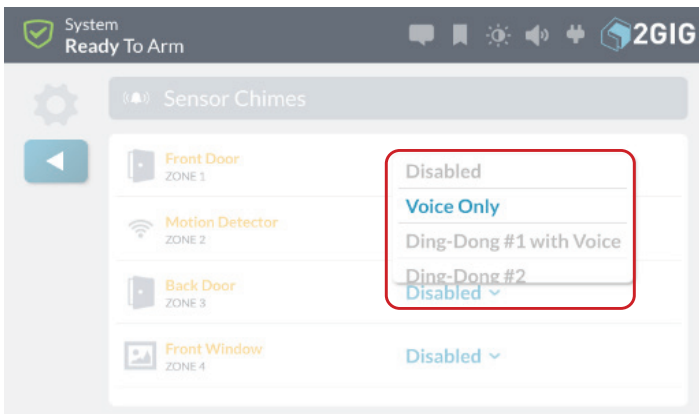 System
Ready To Arm
2GIG
Sensor Chimes
Front Door
ZONE 1
Disabled
Voice Only
Motion Detector
ZONE 2
Ding-Dong #1 with Voice
Ding-Dong #2
Back Door
ZONE 3
Disabled
Front Window
ZONE 4
Disabled